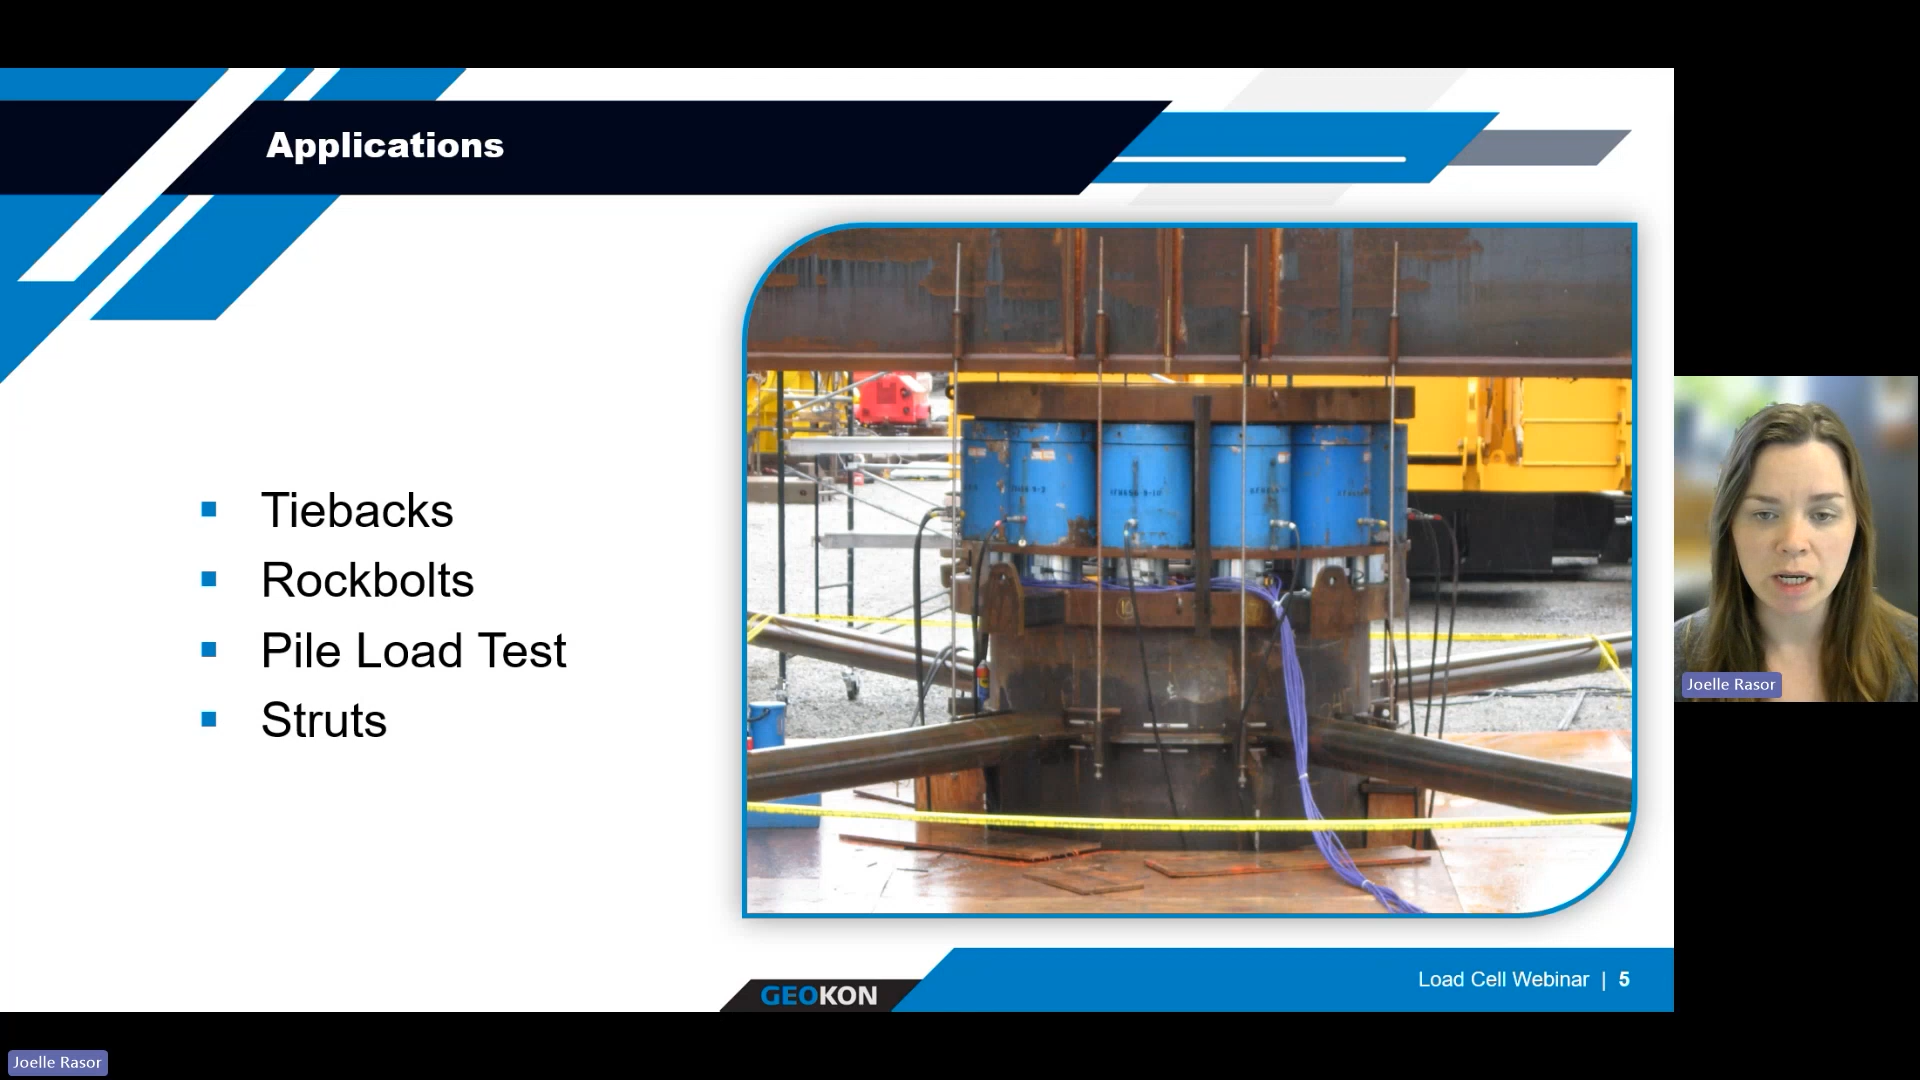 Applications
Tiebacks
Rockbolts
Pile Load Test
Struts
GEOKON
Load Cell Webinar | 5
Joelle Rasor
Joelle Rasor